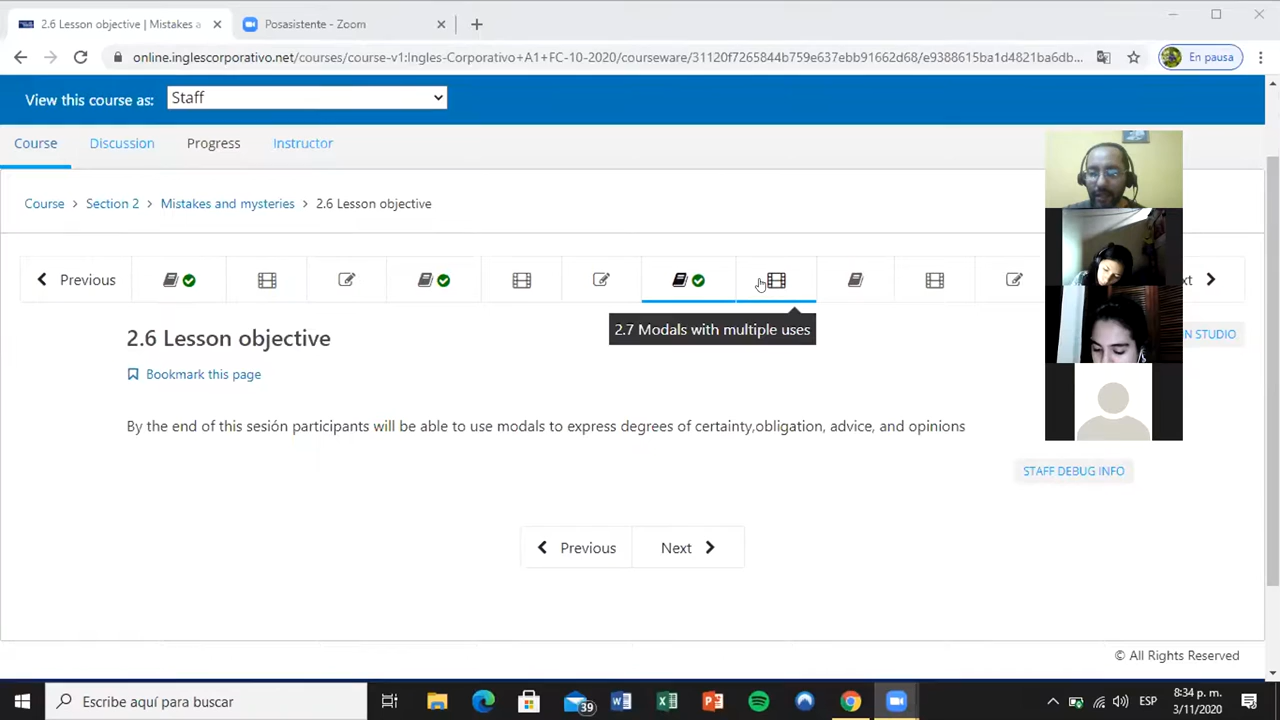 2.6 Lesson objective | Mistakes a
Posasistente - Zoom
online.inglescorporativo.net/courses/course-v1:Ingles-Corporativo+A1+FC-10-2020/courseware/31120f7265844b759e637ebb91662d68/e9388615ba1d4821ba6db...
En pausa
View this course as:
Staff
Course
Discussion
Progress
Instructor
Course > Section 2 > Mistakes and mysteries > 2.6 Lesson objective
Previous
xt
2.7 Modals with multiple uses
N STUDIO
2.6 Lesson objective
Bookmark this page
By the end of this sesión participants will be able to use modals to express degrees of certainty,obligation, advice, and opinions
STAFF DEBUG INFO
Previous
Next
© All Rights Reserved
Escribe aquí para buscar
39
ESP
8:34 p. m.
3/11/2020